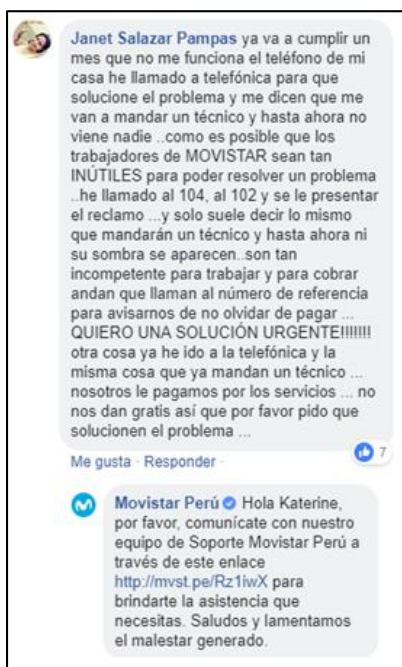 Janet Salazar Pampas ya va a cumplir un
mes que no me funciona el teléfono de mi
casa he llamado a telefónica para que
solucione el problema y me dicen que me
van a mandar un técnico y hasta ahora no
viene nadie ..como es posible que los
trabajadores de MOVISTAR sean tan
INÚTILES para poder resolver un problema
..he llamado al 104, al 102 y se le presentar
el reclamo ...y solo suele decir lo mismo
que mandarán un técnico y hasta ahora ni
su sombra se aparecen..son tan
incompetente para trabajar y para cobrar
andan que llaman al número de referencia
para avisarnos de no olvidar de pagar ...
QUIERO UNA SOLUCIÓN URGENTE!!!!!!!
otra cosa ya he ido a la telefónica y la
misma cosa que ya mandan un técnico ...
nosotros le pagamos por los servicios ... no
nos dan gratis así que por favor pido que
solucionen el problema ...
7
Me gusta · Responder ·
Movistar Perú Hola Katerine,
por favor, comunícate con nuestro
equipo de Soporte Movistar Perú a
través de este enlace
http://mvst.pe/Rz1iwX para
brindarte la asistencia que
necesitas. Saludos y lamentamos
el malestar generado.